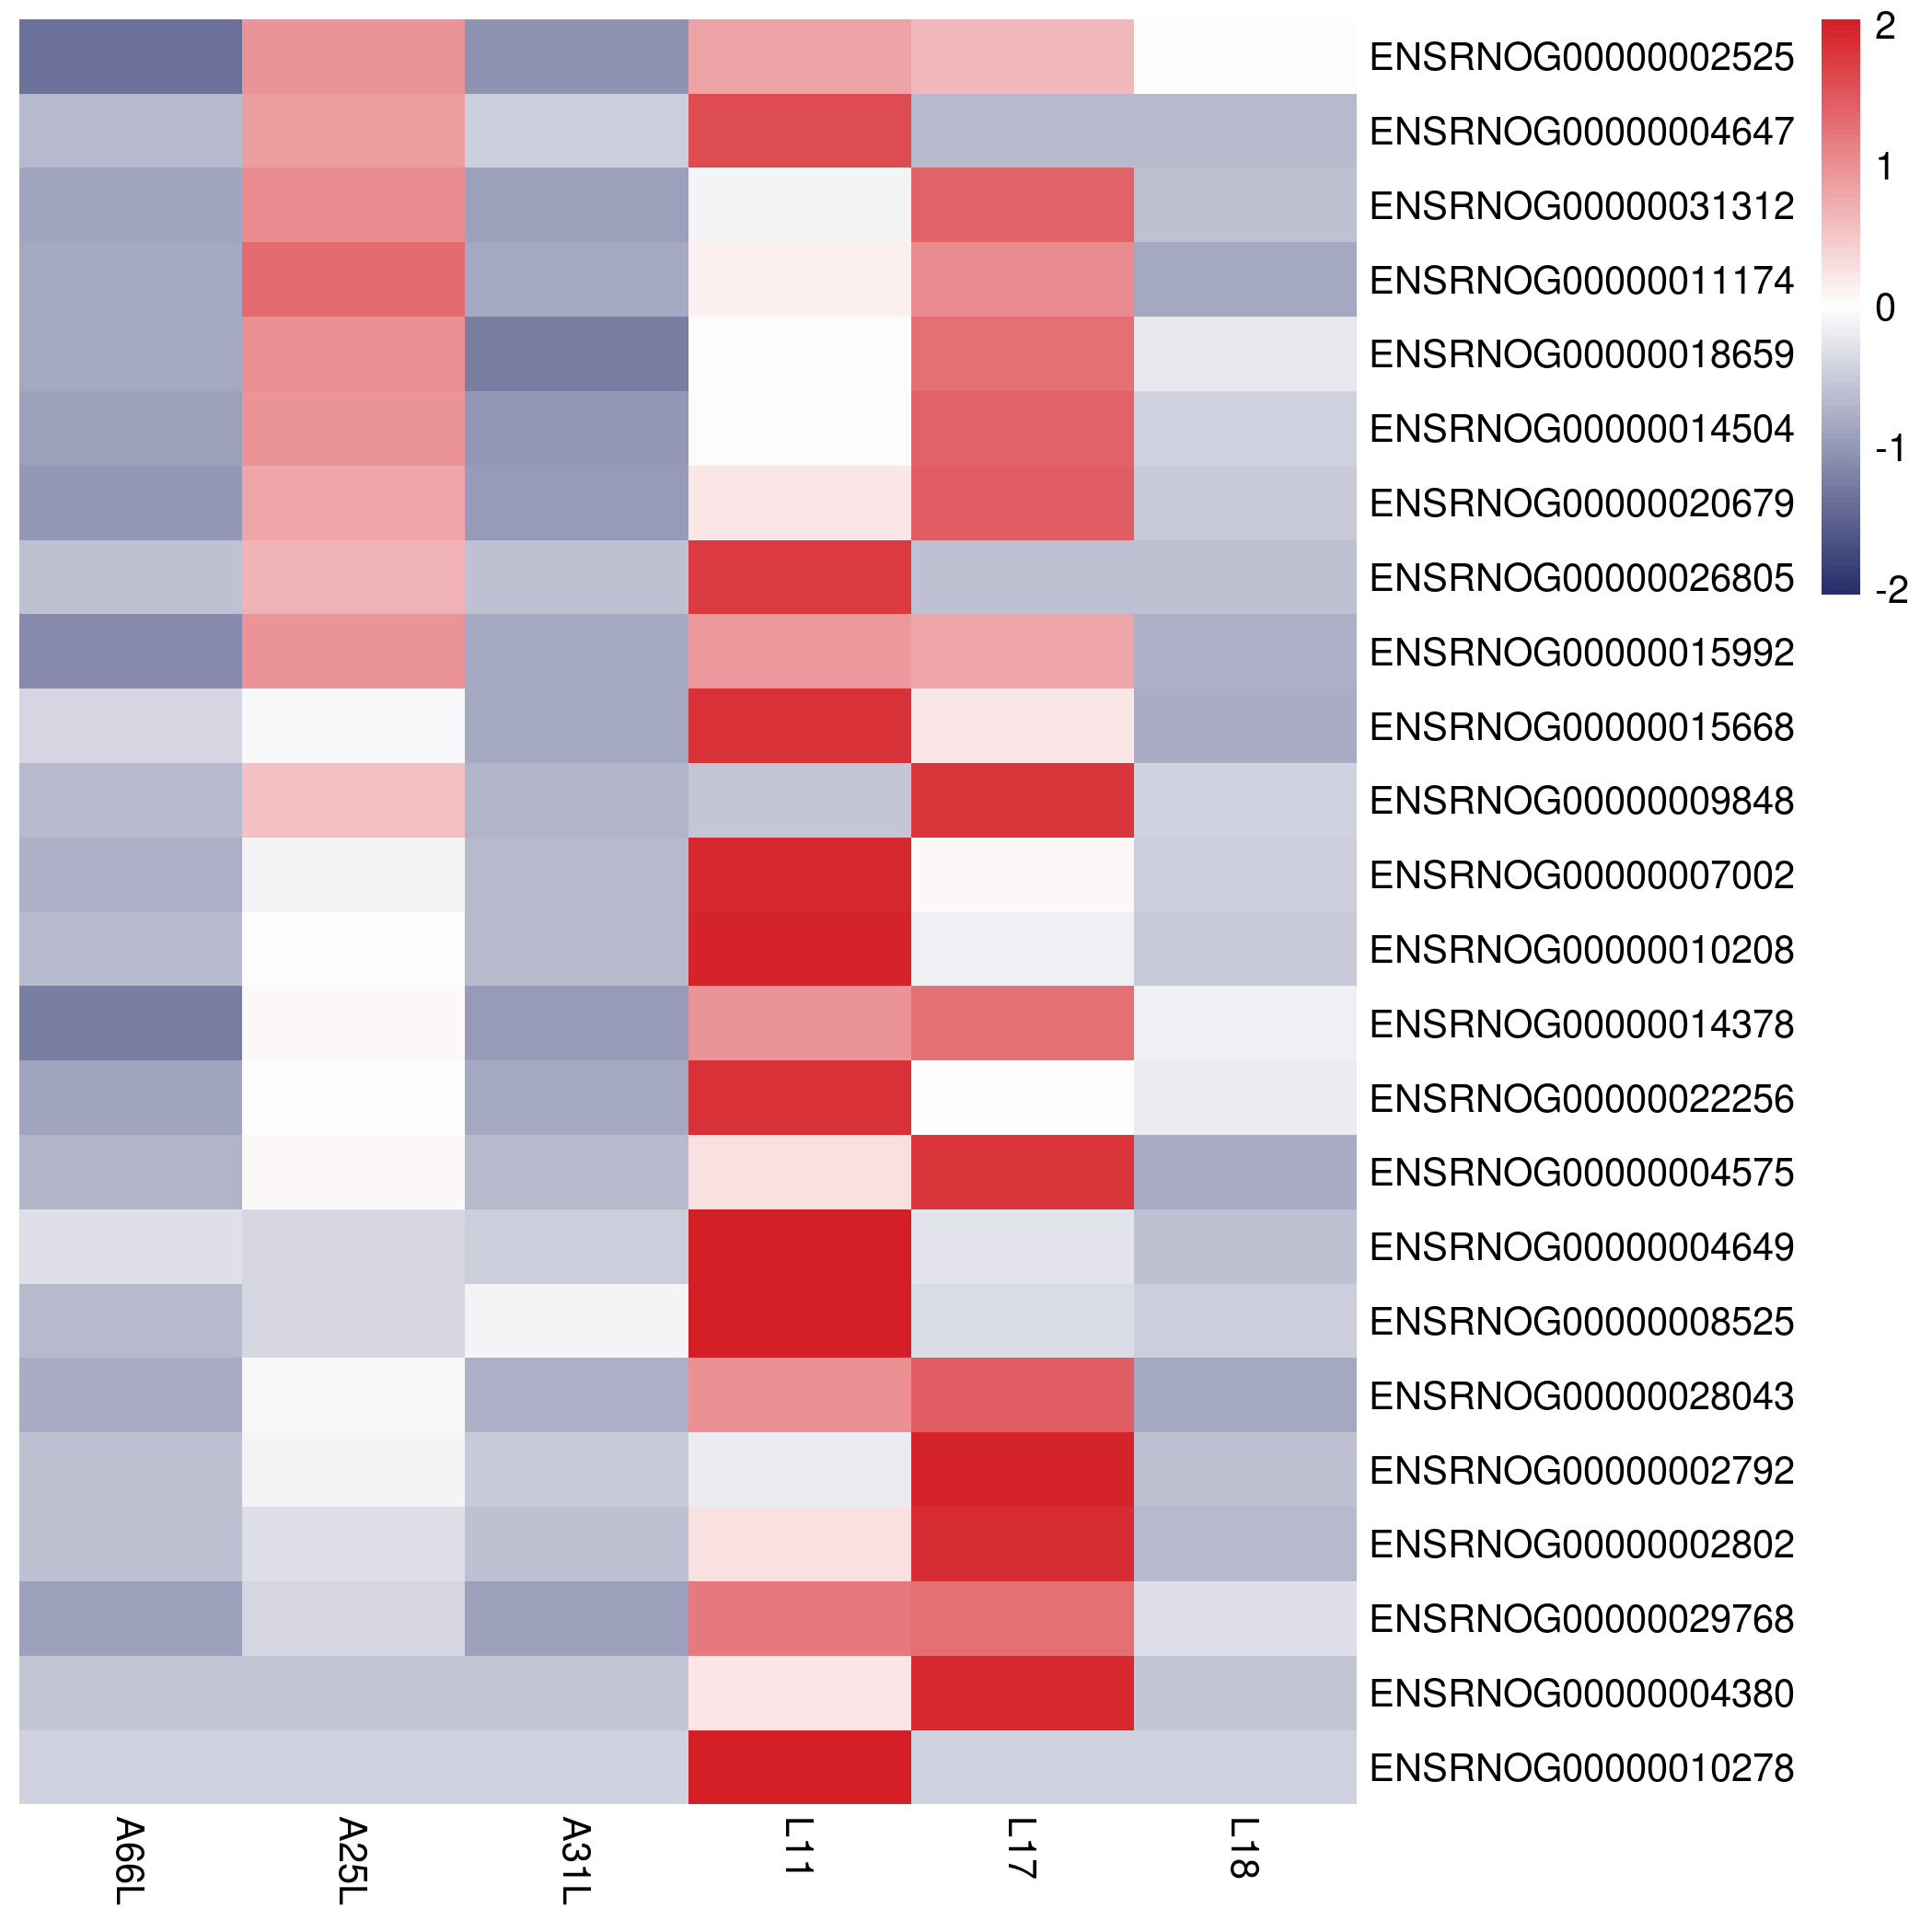 ENSRNOG00000002525
ENSRNOG00000004647
ENSRNOG00000031312
ENSRNOG00000011174
ENSRNOG00000018659
ENSRNOG00000014504
ENSRNOG00000020679
ENSRNOG00000026805
ENSRNOG00000015992
ENSRNOG00000015668
ENSRNOG00000009848
ENSRNOG00000007002
ENSRNOG00000010208
ENSRNOG00000014378
ENSRNOG00000022256
ENSRNOG00000004575
ENSRNOG00000004649
ENSRNOG00000008525
ENSRNOG00000028043
ENSRNOG00000002792
ENSRNOG00000002802
ENSRNOG00000029768
ENSRNOG00000004380
ENSRNOG00000010278
2
1
0
-1
-2
A66L
A25L
A31L
L11
L17
L18